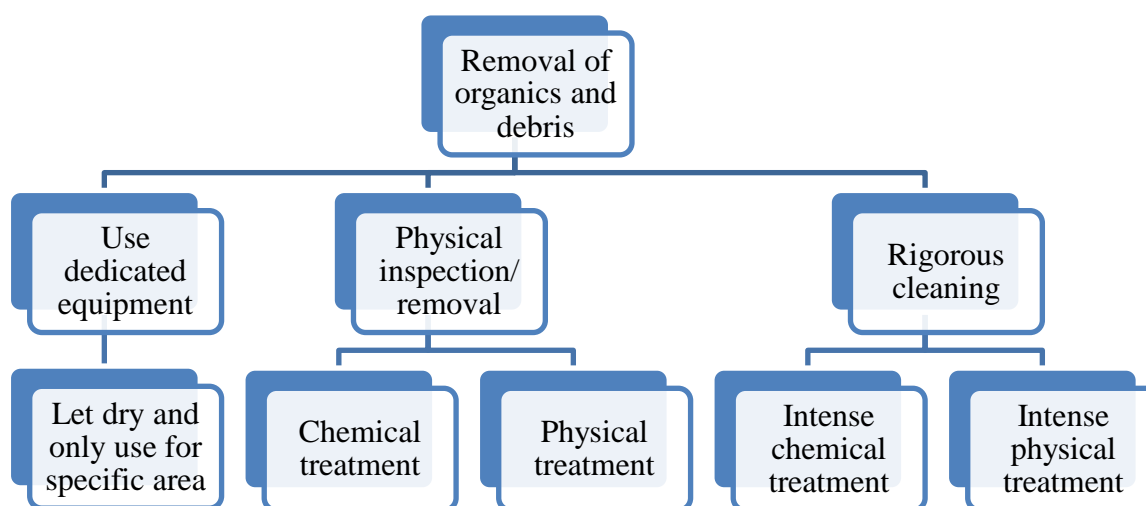 Removal of
organics and
debris
Use
dedicated
equipment
Physical
inspection/
removal
Rigorous
cleaning
Let dry and
only use for
specific area
Chemical
treatment
Physical
treatment
Intense
chemical
treatment
Intense
physical
treatment